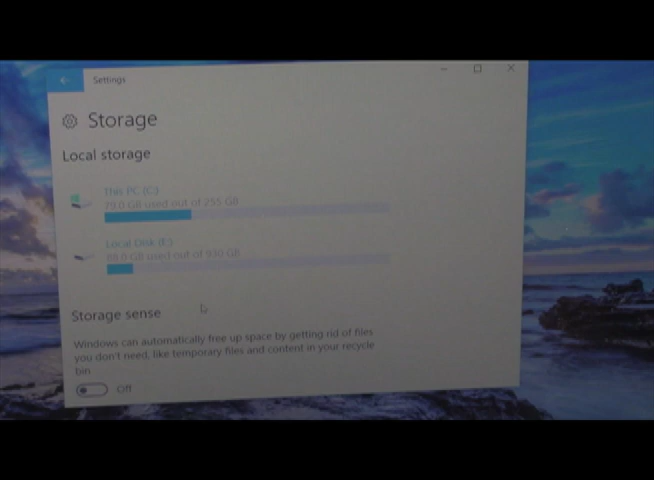 Settings
Storage
Local storage
This PC (C:)
79.0 GB used out of 255 GB
Local Disk (E:)
88.0 GB used out of 930 GB
Storage sense
Windows can automatically free up space by getting rid of files
you don't need, like temporary files and content in your recycle
bin
Off